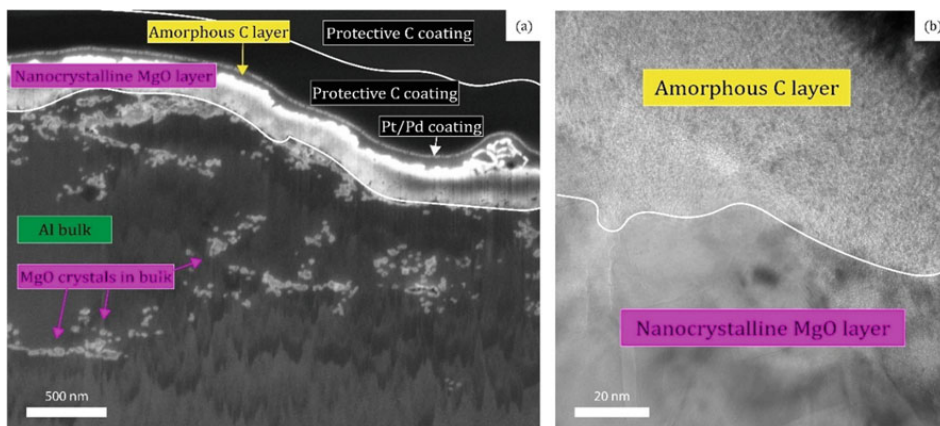 (a)
Amorphous C layer
Protective C coating
Nanocrystalline MgO layer
Protective C coating
Pt/Pd coating
Al bulk
MgO crystals in bulk
500 nm
(b)
Amorphous C layer
Nanocrystalline MgO layer
20 nm